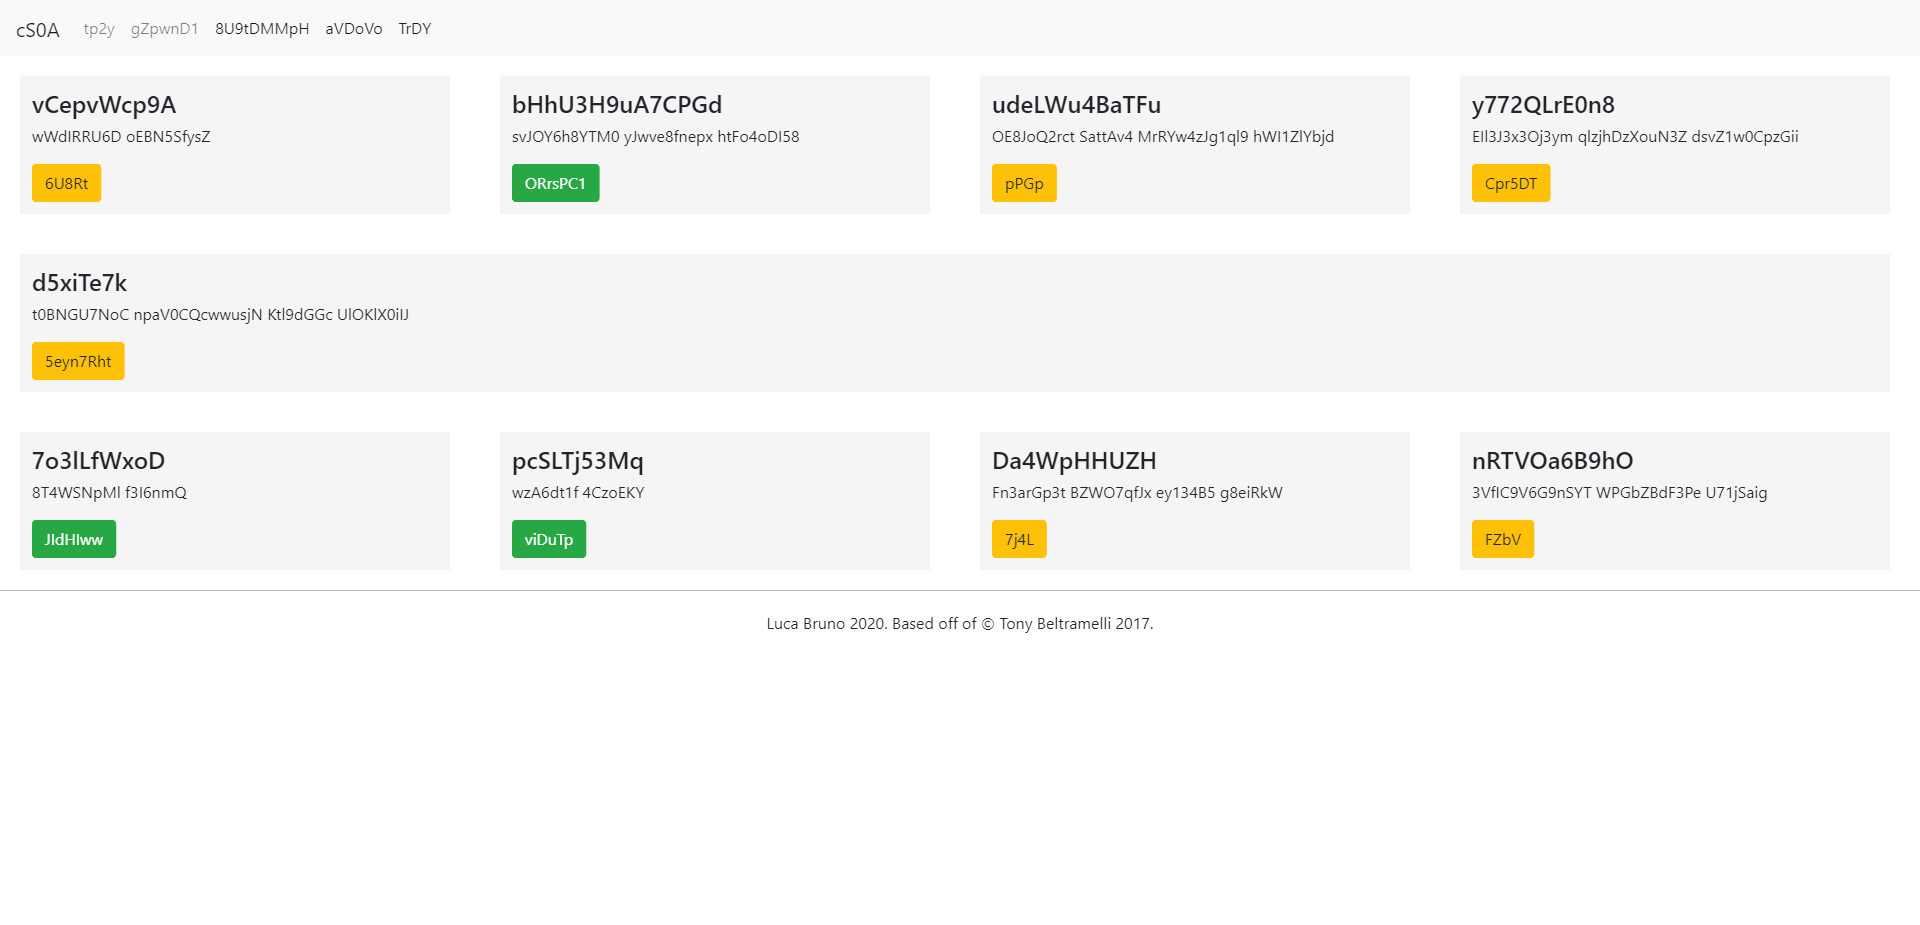 cS0A tp2y gZpwnD1 8U9tDMMpH aVDoVo TrDY
vCepvWcp9A
wWdIRRU6D oEBN5SfysZ
6U8Rt
bHhU3H9uA7CPGd
svJOY6h8YTM0 yJwve8fnepx htFo4oDI58
ORrsPC1
udeLWu4BaTFu
OE8JoQ2rct SattAv4 MrRYw4zJg1qI9 hWI1ZlYbjd
pPGp
y772QLrE0n8
EIl3J3x3Oj3ym qlzjhDzXouN3Z dsvZ1w0CpzGii
Cpr5DT
d5xiTe7k
t0BNGU7NoC npaV0CQcwwusjN Ktl9dGGc UlOKlX0iIJ
5eyn7Rht
7o3lLfWxoD
8T4WSNpMl f3I6nmQ
JIdHIww
pcSLTj53Mq
wzA6dt1f 4CzoEKY
viDuTp
Da4WpHHUZH
Fn3arGp3t BZWO7qfJx ey134B5 g8eiRkW
7j4L
nRTVOa6B9hO
3VfIC9V6G9nSYT WPGbZBdF3Pe U71jSaig
FZbV
Luca Bruno 2020. Based off of © Tony Beltramelli 2017.